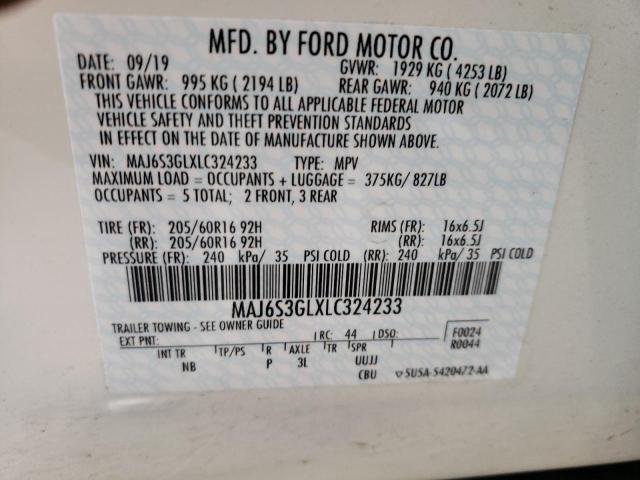 MFD. BY FORD MOTOR CO.
DATE: 09/19 GVWR: 1929 KG ( 4253 LB)
FRONT GAWR: 995 KG ( 2194 LB) REAR GAWR: 940 KG ( 2072 LB)
THIS VEHICLE CONFORMS TO ALL APPLICABLE FEDERAL MOTOR
VEHICLE SAFETY AND THEFT PREVENTION STANDARDS
IN EFFECT ON THE DATE OF MANUFACTURE SHOWN ABOVE.
VIN: MAJ6S3GLXLC324233 TYPE: MPV
MAXIMUM LOAD = OCCUPANTS + LUGGAGE = 375KG/ 827LB
OCCUPANTS = 5 TOTAL; 2 FRONT, 3 REAR
TIRE (FR): 205/60R16 92H RIMS (FR): 16x6.5J
(RR): 205/60R16 92H (RR): 16x6.5J
PRESSURE (FR): 240 kPa/ 35 PSI COLD (RR): 240 kPa/ 35 PSI COLD
MAJ6S3GLXLC324233
TRAILER TOWING - SEE OWNER GUIDE
EXT PNT: RC: 44 DSO: F0024
R0044
INT TR TP/PS R AXLE TR SPR
NB P 3L UUJJ
CBU SUSA-5420472-AA